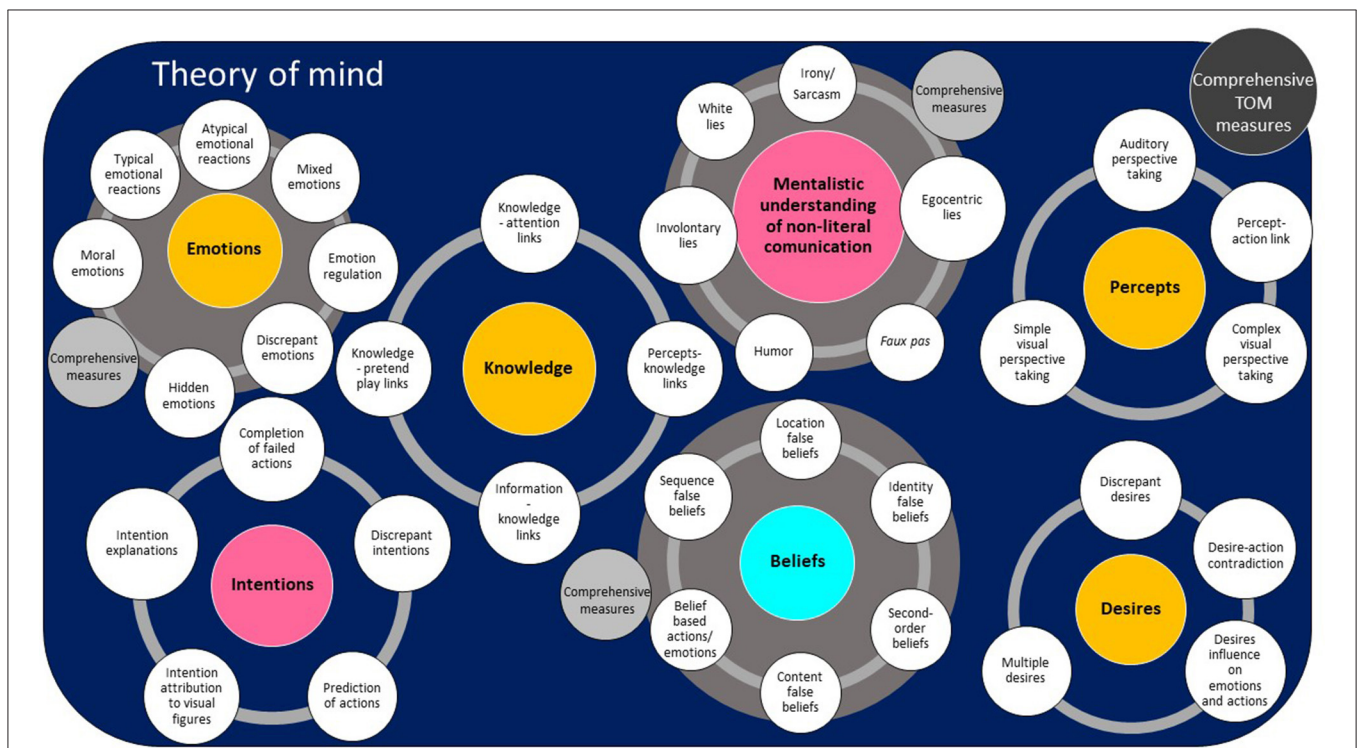 Theory of mind
Comprehensive
TOM
measures
Emotions
Atypical
emotional
reactions
Typical
emotional
reactions
Mixed
emotions
Moral
emotions
Emotion
regulation
Discrepant
emotions
Hidden
emotions
Comprehensive
measures
Knowledge
Knowledge
- attention
links
Knowledge
- pretend
play links
Percepts-
knowledge
links
Information
-
knowledge
links
Mentalistic
understanding
of non-literal
comunication
Irony/
Sarcasm
White
lies
Comprehensive
measures
Involontary
lies
Egocentric
lies
Humor
Faux pas
Percepts
Auditory
perspective
taking
Percept-
action link
Simple
visual
perspective
taking
Complex
visual
perspective
taking
Intentions
Completion
of failed
actions
Intention
explanations
Discrepant
intentions
Intention
attribution
to visual
figures
Prediction
of actions
Beliefs
Location
false
beliefs
Sequence
false
beliefs
Identity
false
beliefs
Comprehensive
measures
Belief
based
actions/
emotions
Second-
order
beliefs
Content
false
beliefs
Desires
Discrepant
desires
Desire-action
contradiction
Multiple
desires
Desires
influence
on
emotions
and actions